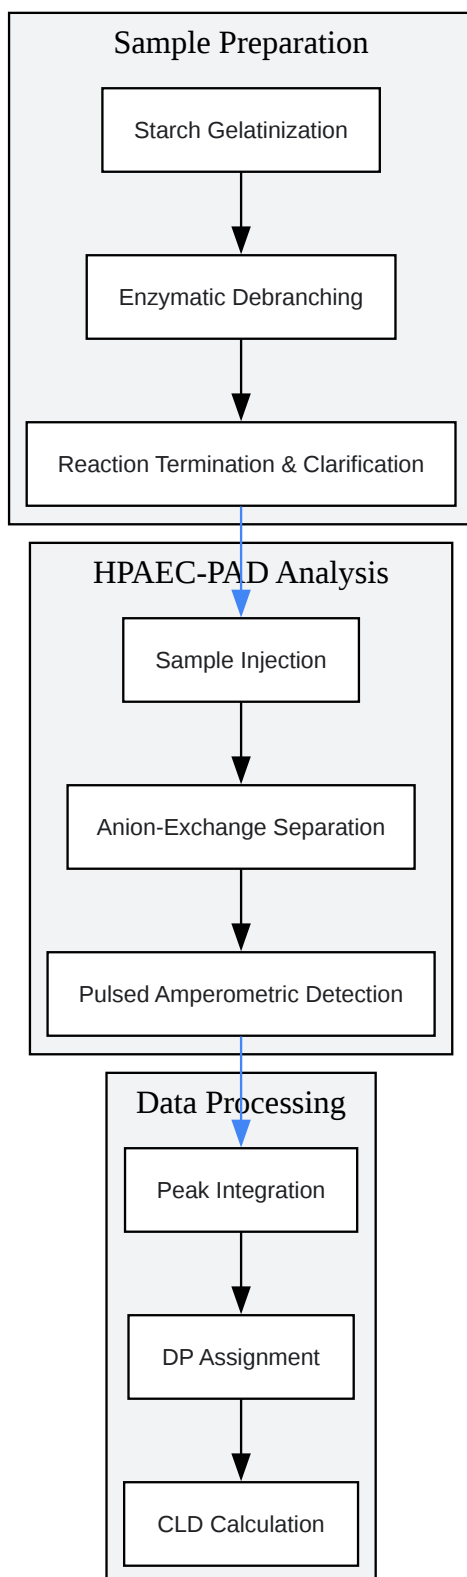 Sample Preparation
Starch Gelatinization
Enzymatic Debranching
Reaction Termination & Clarification
HPAEC-PAD Analysis
Sample Injection
Anion-Exchange Separation
Pulsed Amperometric Detection
Data Processing
Peak Integration
DP Assignment
CLD Calculation